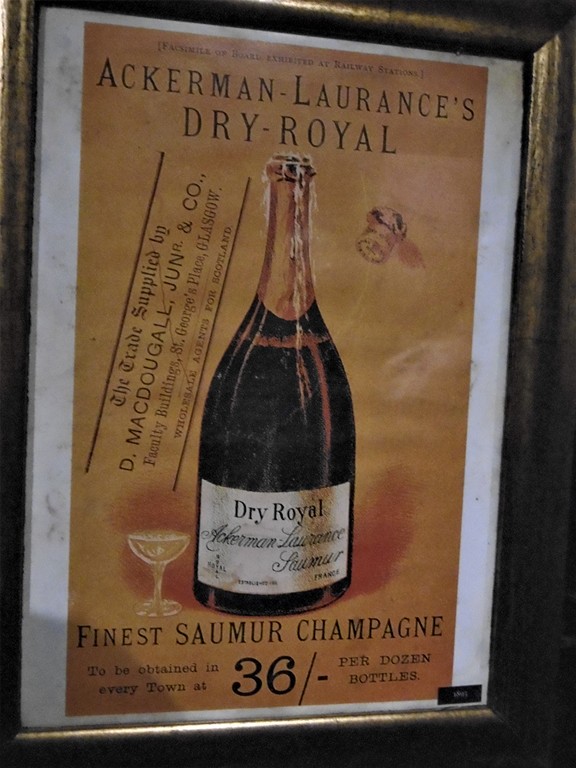 [FACSIMILE OF BOARD EXHIBITED AT RAILWAY STATIONS.]
ACKERMAN-LAURANCE'S
DRY-ROYAL
The Trade Supplied by
D. MACDOUGALL, JUNR. & CO.,
Faculty Buildings, St. George's Place, GLASGOW.
WHOLESALE AGENTS FOR SCOTLAND
Dry Royal
Ackerman-Laurance
Saumur
FRANCE
DRY
ROYAL
FINEST SAUMUR CHAMPAGNE
To be obtained in
every Town at
36/-
PER DOZEN
BOTTLES.